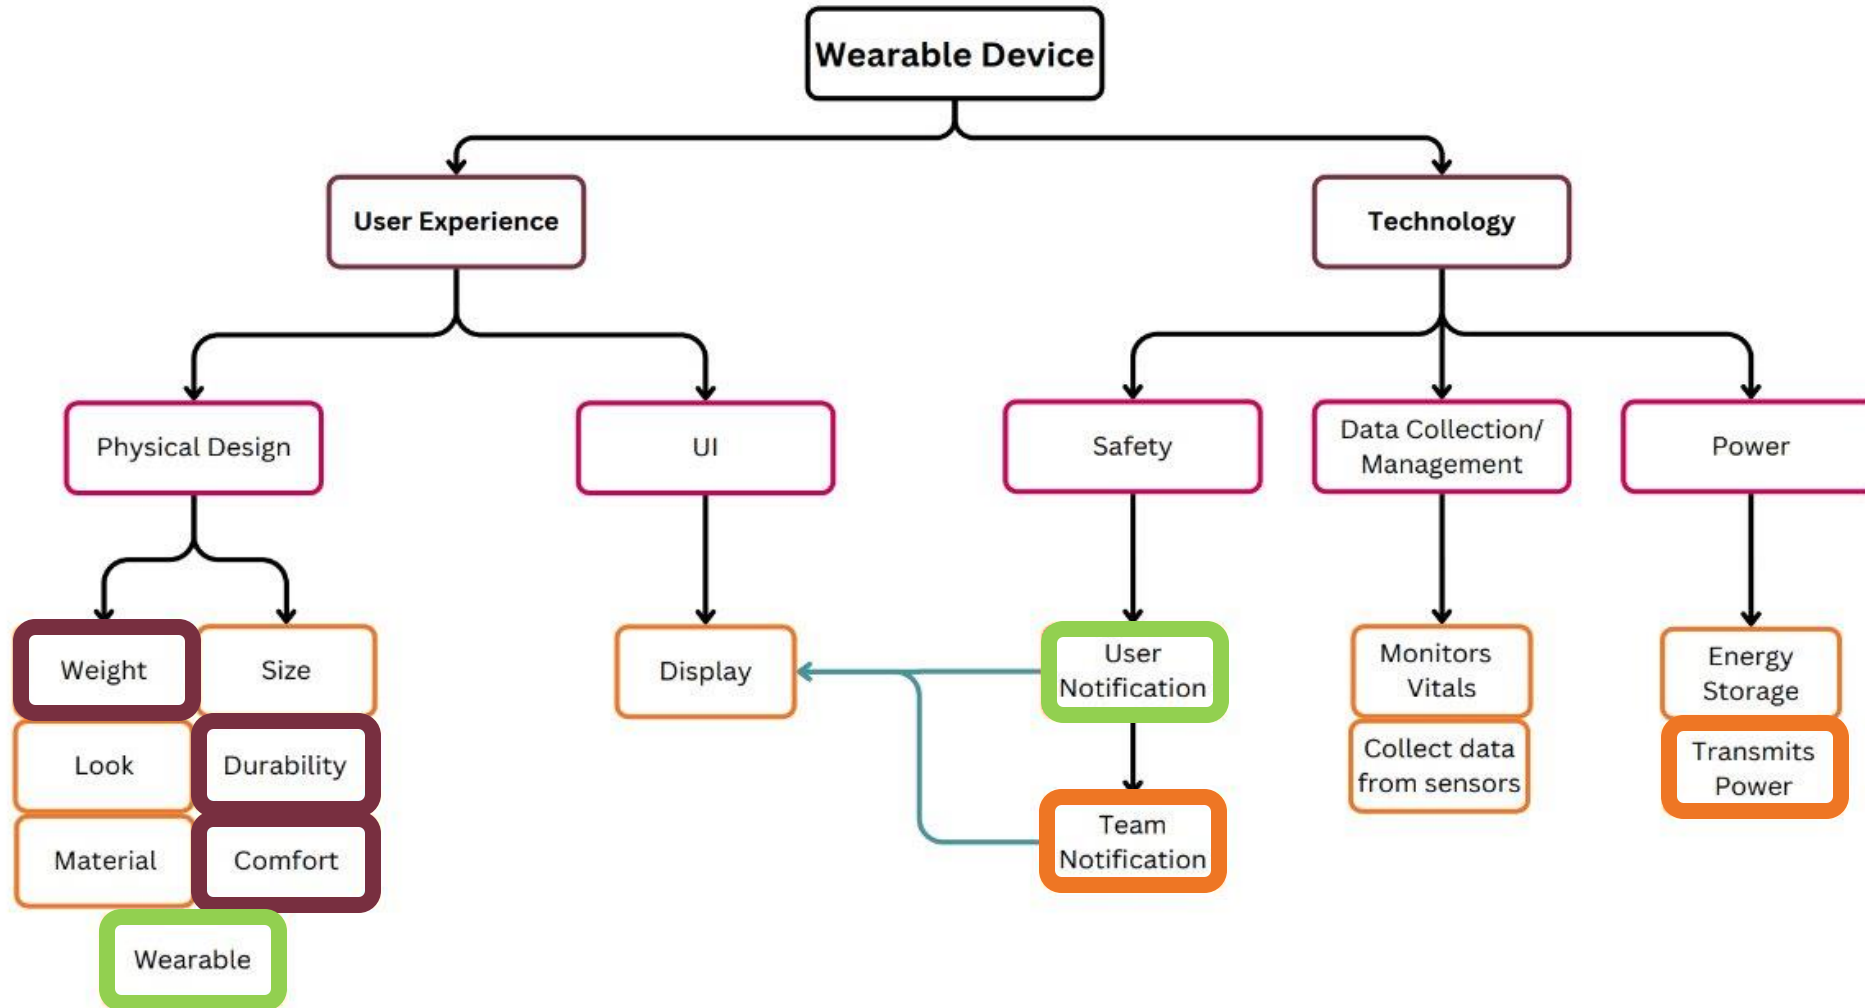 Wearable Device
User Experience
Technology
Physical Design
UI
Safety
Data Collection/
Management
Power
Weight
Size
Look
Durability
Material
Comfort
Wearable
Display
User
Notification
Team
Notification
Monitors
Vitals
Collect data
from sensors
Energy
Storage
Transmits
Power